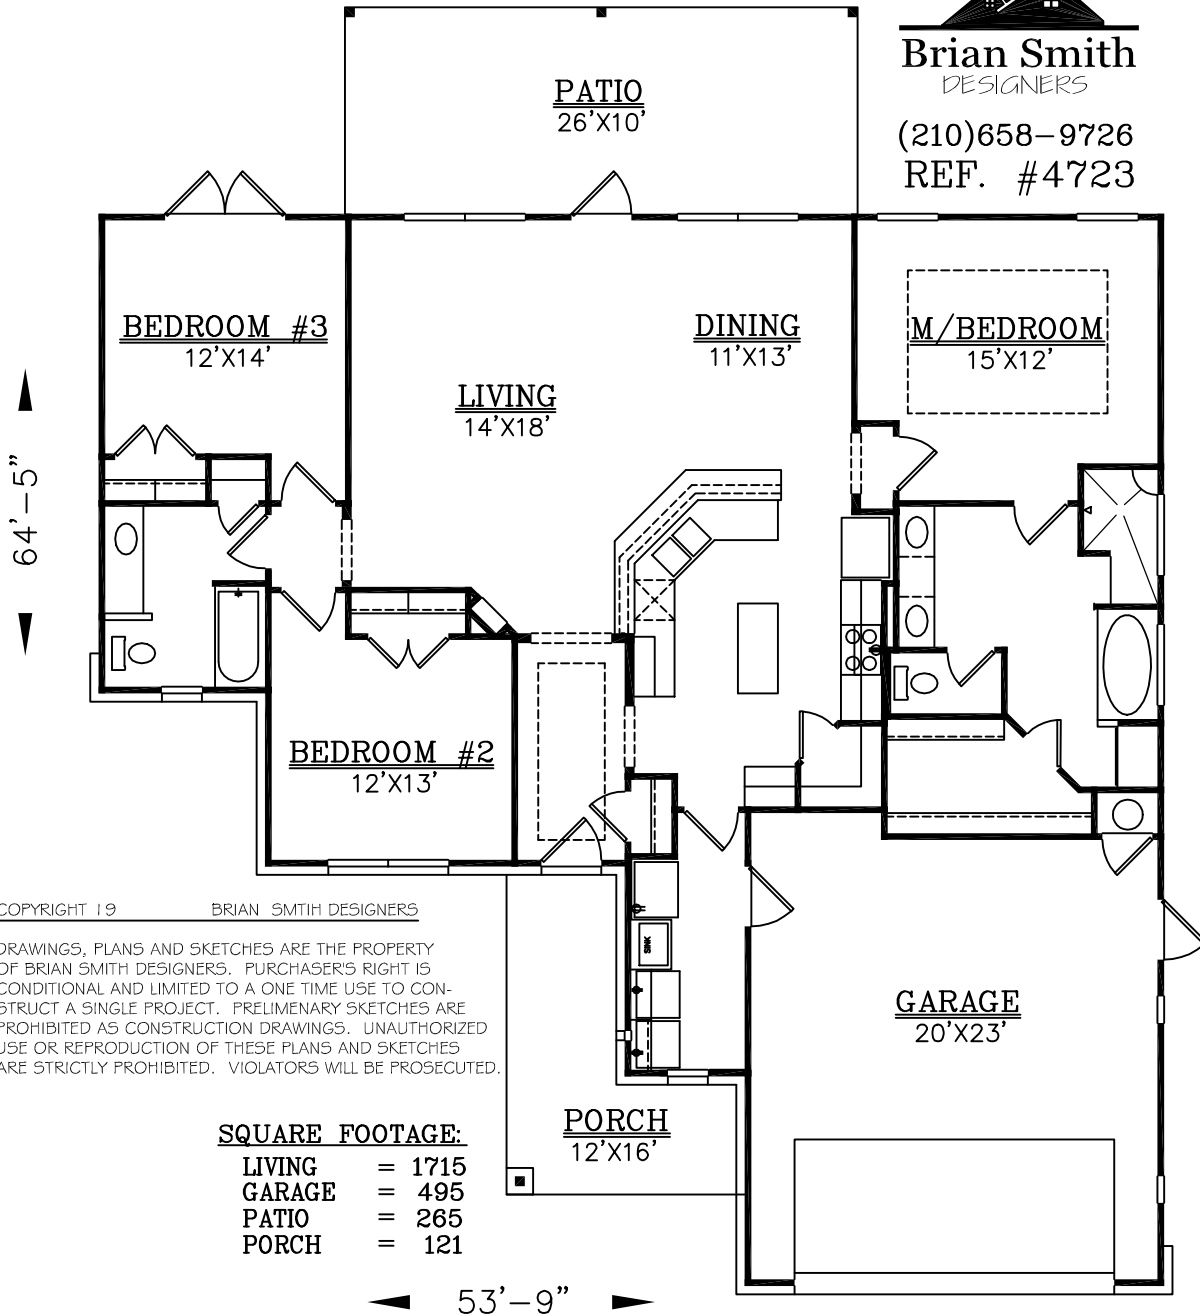 Brian Smith
DESIGNERS
(210)658-9726
REF. #4723
PATIO
26'X10'
BEDROOM #3
12'X14'
DINING
11'X13'
M/BEDROOM
15'X12'
LIVING
14'X18'
64'-5"
BEDROOM #2
12'X13'
COPYRIGHT 19 BRIAN SMTIH DESIGNERS
DRAWINGS, PLANS AND SKETCHES ARE THE PROPERTY
OF BRIAN SMITH DESIGNERS. PURCHASER'S RIGHT IS
CONDITIONAL AND LIMITED TO A ONE TIME USE TO CON-
STRUCT A SINGLE PROJECT. PRELIMENARY SKETCHES ARE
PROHIBITED AS CONSTRUCTION DRAWINGS. UNAUTHORIZED
USE OR REPRODUCTION OF THESE PLANS AND SKETCHES
ARE STRICTLY PROHIBITED. VIOLATORS WILL BE PROSECUTED.
SINK
GARAGE
20'X23'
PORCH
12'X16'
SQUARE FOOTAGE:
LIVING = 1715
GARAGE = 495
PATIO = 265
PORCH = 121
53'-9"